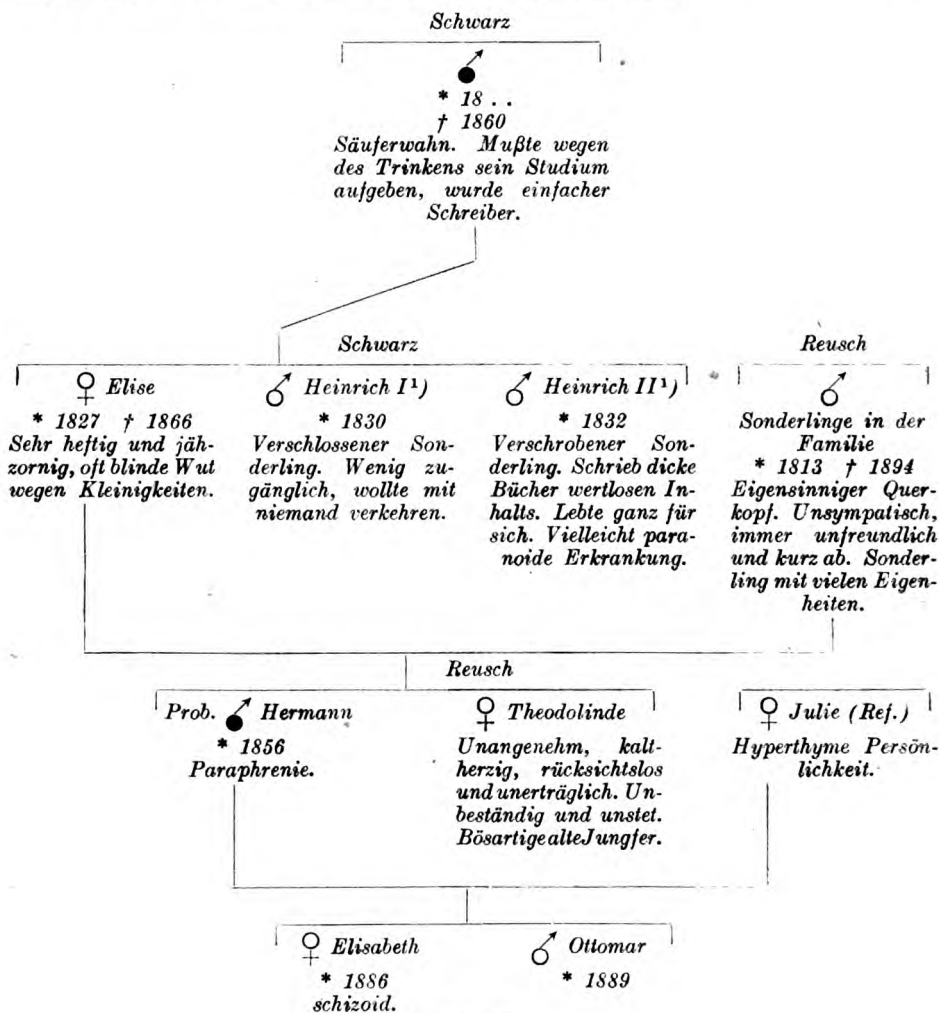 Schwarz
* 18 . .
† 1860
Säuferwahn. Mußte wegen
des Trinkens sein Studium
aufgeben, wurde einfacher
Schreiber.
Schwarz
Reusch
♀ Elise
* 1827 † 1866
Sehr heftig und jäh-
zornig, oft blinde Wut
wegen Kleinigkeiten.
♂ Heinrich I¹)
* 1830
Verschlossener Son-
derling. Wenig zu-
gänglich, wollte mit
niemand verkehren.
♂ Heinrich II¹)
* 1832
Verschrobener Son-
derling. Schrieb dicke
Bücher wertlosen In-
halts. Lebte ganz für
sich. Vielleicht para-
noide Erkrankung.
♂
Sonderlinge in der
Familie
* 1813 † 1894
Eigensinniger Quer-
kopf. Unsympatisch,
immer unfreundlich
und kurz ab. Sonder-
ling mit vielen Eigen-
heiten.
Reusch
Prob. ♂ Hermann
* 1856
Paraphrenie.
♀ Theodolinde
Unangenehm, kalt-
herzig, rücksichtslos
und unerträglich. Un-
beständig und unstet.
Bösartige alte Jungfer.
♀ Julie (Ref.)
Hyperthyme Persön-
lichkeit.
♀ Elisabeth
* 1886
schizoid.
♂ Ottomar
* 1889